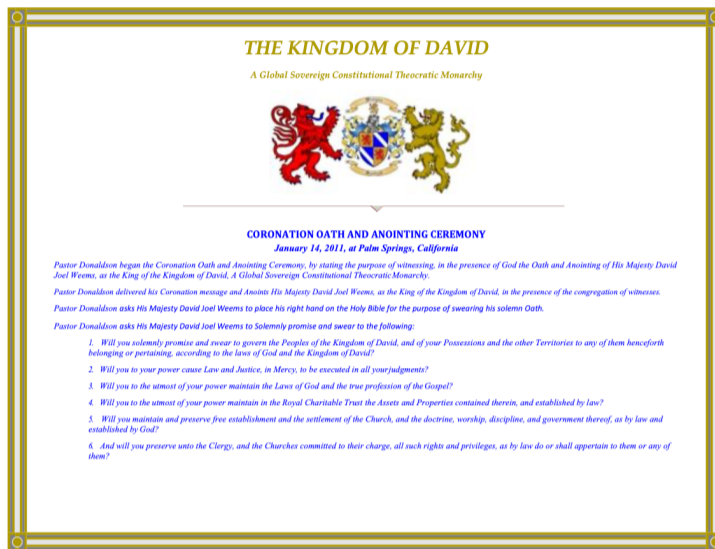 THE KINGDOM OF DAVID
A Global Sovereign Constitutional Theocratic Monarchy
CORONATION OATH AND ANOINTING CEREMONY
January 14, 2011, at Palm Springs, California
Pastor Donaldson began the Coronation Oath and Anointing Ceremony, by stating the purpose of witnessing, in the presence of God the Oath and Anointing of His Majesty David
Joel Weems, as the King of the Kingdom of David, A Global Sovereign Constitutional TheocraticMonarchy.
Pastor Donaldson delivered his Coronation message and Anoints His Majesty David Joel Weems, as the King of the Kingdom of David, in the presence of the congregation of witnesses.
Pastor Donaldson asks His Majesty David Joel Weems to place his right hand on the Holy Bible for the purpose of swearing his solemn Oath.
Pastor Donaldson asks His Majesty David Joel Weems to Solemnly promise and swear to the following:
1. Will you solemnly promise and swear to govern the Peoples of the Kingdom of David, and of your Possessions and the other Territories to any of them henceforth
belonging or pertaining, according to the laws of God and the Kingdom of David?
2. Will you to your power cause Law and Justice, in Mercy, to be executed in all yourjudgments?
3. Will you to the utmost of your power maintain the Laws of God and the true profession of the Gospel?
4. Will you to the utmost of your power maintain in the Royal Charitable Trust the Assets and Properties contained therein, and established by law?
5. Will you maintain and preserve free establishment and the settlement of the Church, and the doctrine, worship, discipline, and government thereof, as by law and
established by God?
6. And will you preserve unto the Clergy, and the Churches committed to their charge, all such rights and privileges, as by law do or shall appertain to them or any of
them?